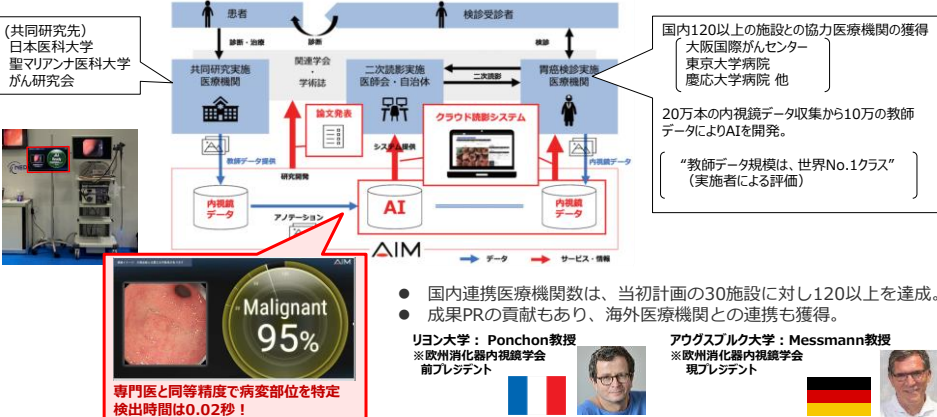 (共同研究先)
日本医科大学
聖マリアンナ医科大学
がん研究会
患者
検診受診者
診断・治療
診断
検診
共同研究実施
医療機関
関連学会
・
学術誌
二次読影実施
医師会・自治体
二次読影
胃癌検診実施
医療機関
論文発表
クラウド読影システム
教師データ提供
システム提供
内視鏡データ
研究開発
内視鏡
データ
アノテーション
AI
内視鏡
データ
AIM
データ
サービス・情報
国内120以上の施設との協力医療機関の獲得
大阪国際がんセンター
東京大学病院
慶応大学病院 他
20万本の内視鏡データ収集から10万の教師
データによりAIを開発。
“教師データ規模は、世界No.1クラス”
(実施者による評価)
AIM
Malignant
95%
専門医と同等精度で病変部位を特定
検出時間は0.02秒!
● 国内連携医療機関数は、当初計画の30施設に対し120以上を達成。
● 成果PRの貢献もあり、海外医療機関との連携も獲得。
リヨン大学: Ponchon教授
※欧州消化器内視鏡学会
前プレシデント
アウグスブルク大学:Messmann教授
※欧州消化器内視鏡学会
現プレシデント